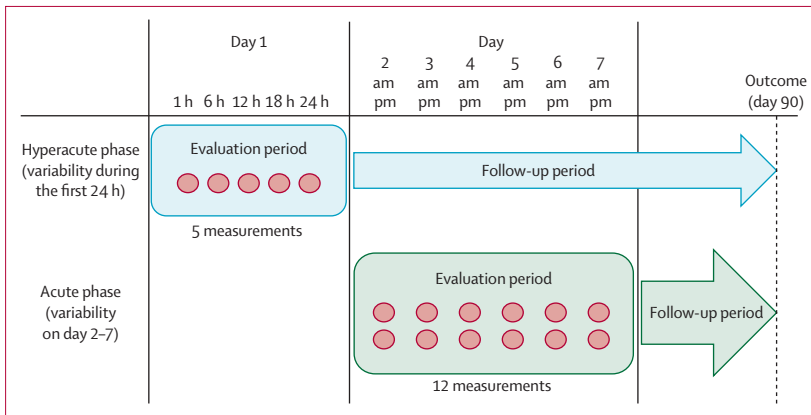 Day 1
Day
2 3 4 5 6 7
am am am am am am
pm pm pm pm pm pm
1 h 6 h 12 h 18 h 24 h
Outcome
(day 90)
Hyperacute phase
(variability during
the first 24 h)
Evaluation period
5 measurements
Follow-up period
Acute phase
(variability
on day 2–7)
Evaluation period
12 measurements
Follow-up period